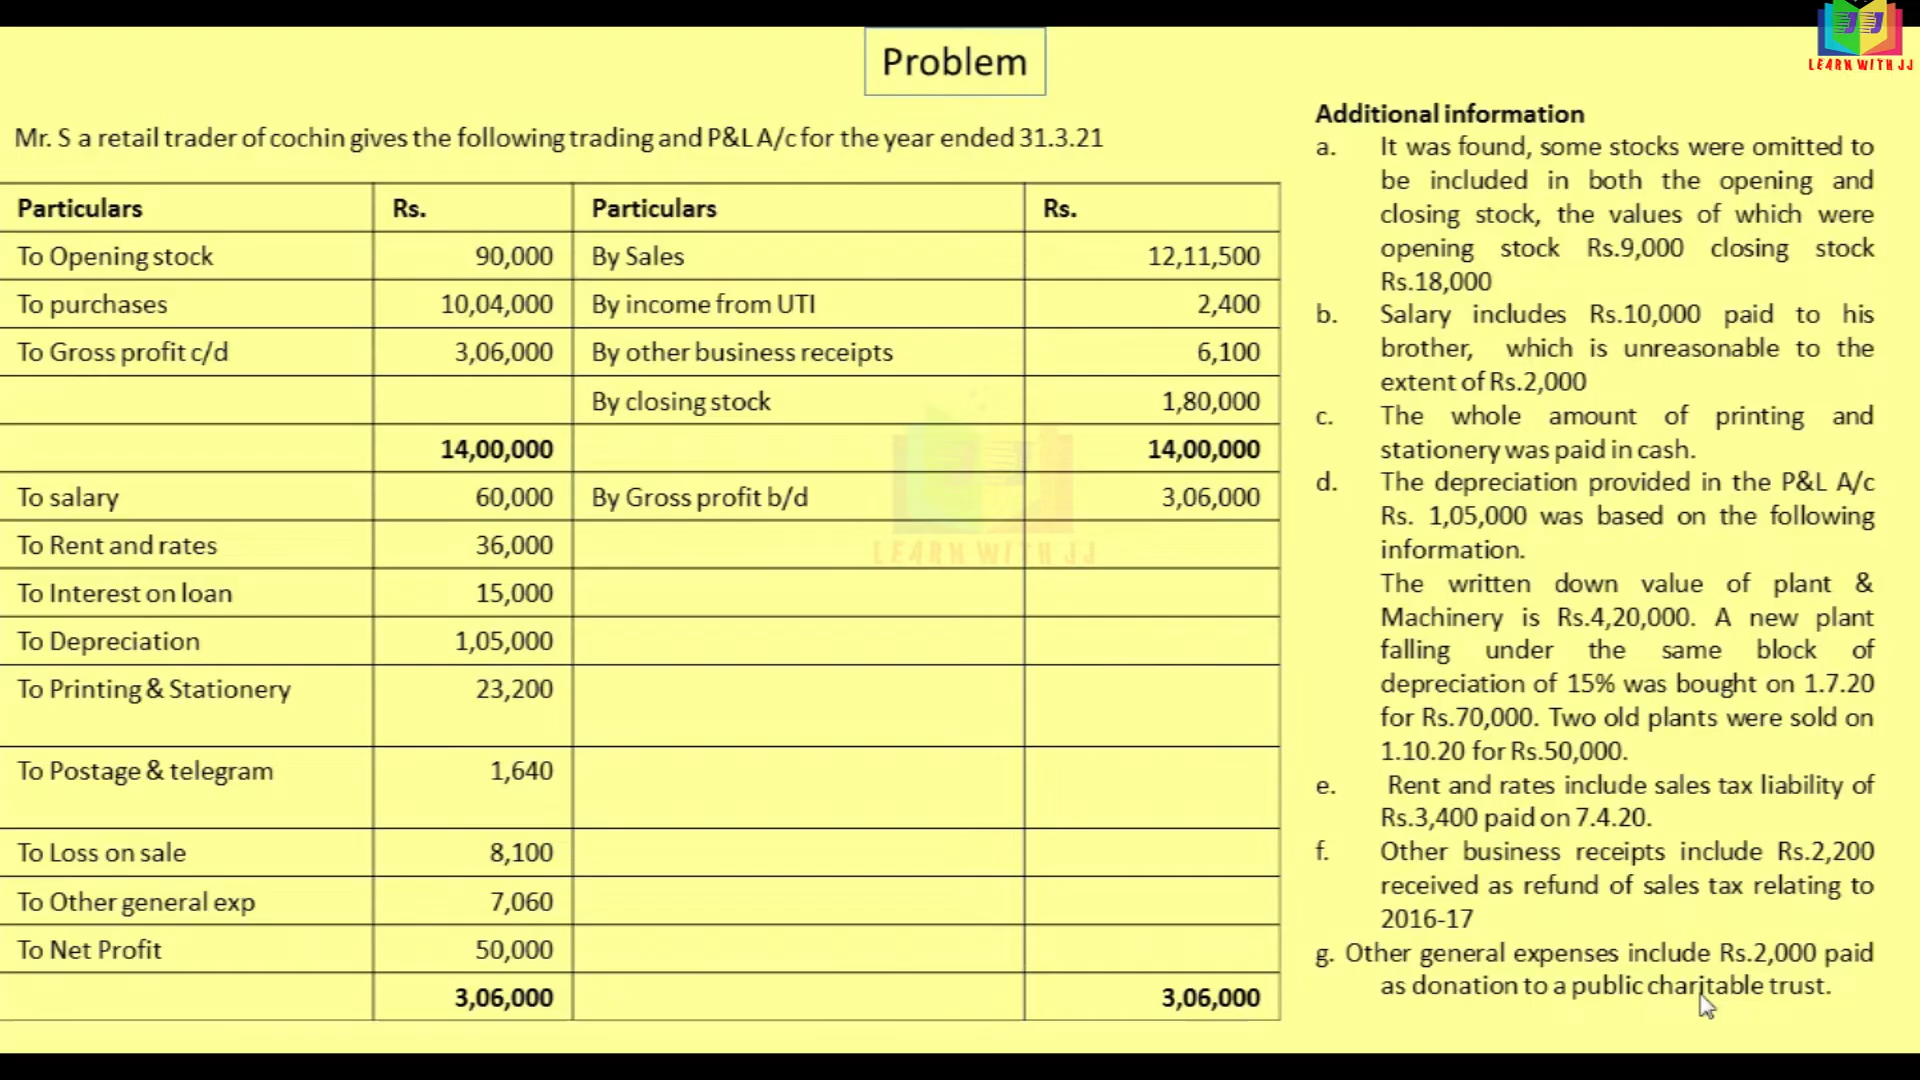 Problem
LEARN WITH JJ
Mr. S a retail trader of cochin gives the following trading and P&L A/c for the year ended 31.3.21
Particulars Rs. Particulars Rs.
To Opening stock 90,000 By Sales 12,11,500
To purchases 10,04,000 By income from UTI 2,400
To Gross profit c/d 3,06,000 By other business receipts 6,100
By closing stock 1,80,000
14,00,000 14,00,000
To salary 60,000 By Gross profit b/d 3,06,000
To Rent and rates 36,000
LEARN WITH JJ
To Interest on loan 15,000
To Depreciation 1,05,000
To Printing & Stationery 23,200
To Postage & telegram 1,640
To Loss on sale 8,100
To Other general exp 7,060
To Net Profit 50,000
3,06,000 3,06,000
Additional information
a. It was found, some stocks were omitted to
be included in both the opening and
closing stock, the values of which were
opening stock Rs.9,000 closing stock
Rs.18,000
b. Salary includes Rs.10,000 paid to his
brother, which is unreasonable to the
extent of Rs.2,000
c. The whole amount of printing and
stationery was paid in cash.
d. The depreciation provided in the P&L A/c
Rs. 1,05,000 was based on the following
information.
The written down value of plant &
Machinery is Rs.4,20,000. A new plant
falling under the same block of
depreciation of 15% was bought on 1.7.20
for Rs.70,000. Two old plants were sold on
1.10.20 for Rs.50,000.
e. Rent and rates include sales tax liability of
Rs.3,400 paid on 7.4.20.
f. Other business receipts include Rs.2,200
received as refund of sales tax relating to
2016-17
g. Other general expenses include Rs.2,000 paid
as donation to a public charitable trust.